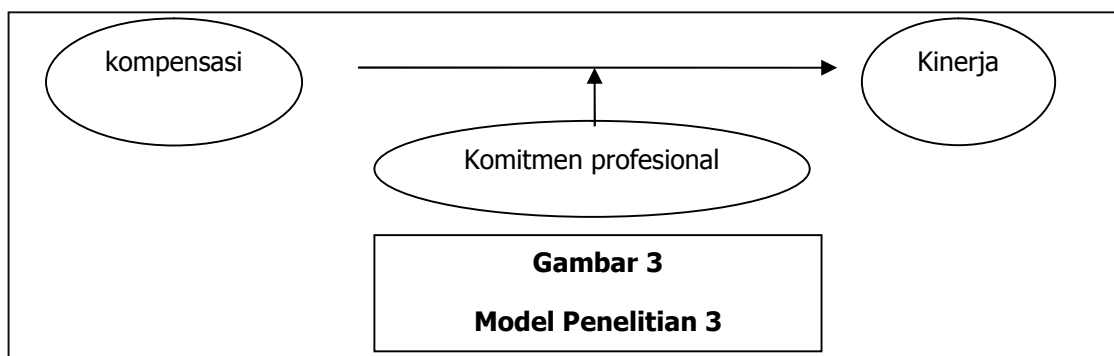 kompensasi
Kinerja
Komitmen profesional
Gambar 3
Model Penelitian 3